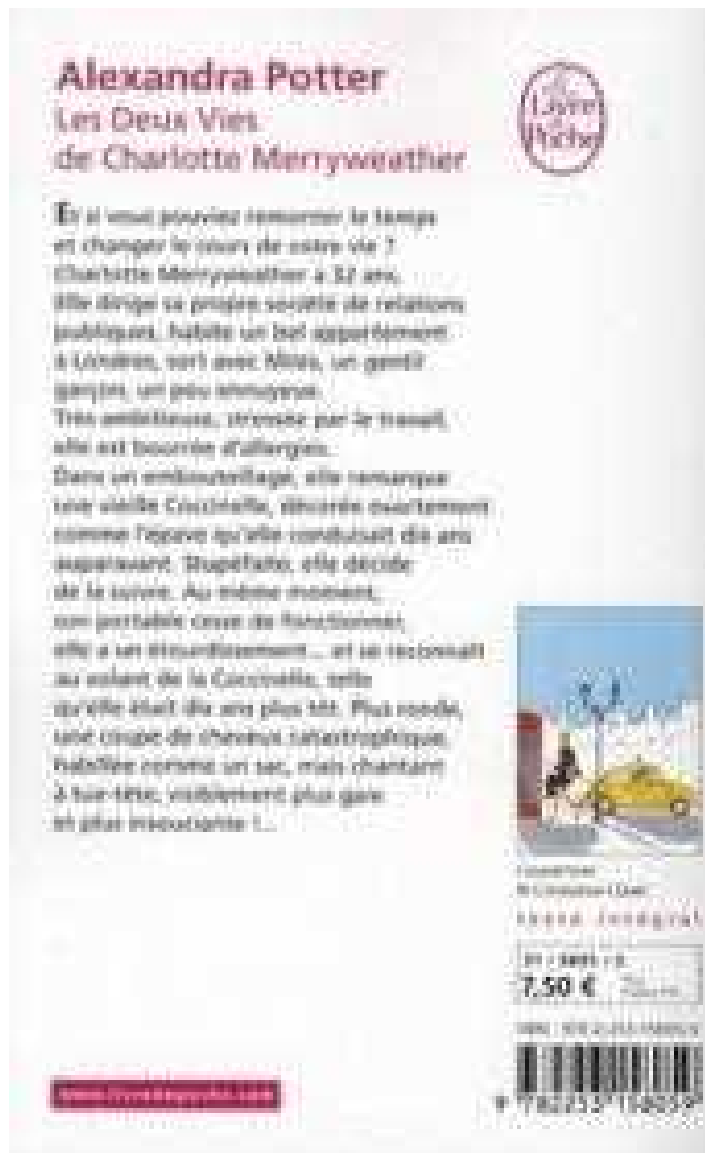 Alexandra Potter
Les Deux Vies
de Charlotte Merryweather
Le
Livre
de
Poche
Et si vous pouviez remonter le temps
et changer le cours de votre vie ?
Charlotte Merryweather a 32 ans.
Elle dirige sa propre société de relations
publiques, habite un bel appartement
à Londres, sort avec Miles, un gentil
garçon, un peu ennuyeux.
Très ambitieuse, stressée par le travail,
elle est bourrée d'allergies.
Dans un embouteillage, elle remarque
une vieille Coccinelle, décorée exactement
comme l'épave qu'elle conduisait dix ans
auparavant. Stupéfaite, elle décide
de la suivre. Au même moment,
son portable cesse de fonctionner,
elle a un étourdissement... et se reconnaît
au volant de la Coccinelle, telle
qu'elle était dix ans plus tôt. Plus ronde,
une coupe de cheveux catastrophique,
habillée comme un sac, mais chantant
à tue-tête, visiblement plus gaie
et plus insouciante !...
Couverture :
texte intégral
7,50 €
www.livredepoche.com